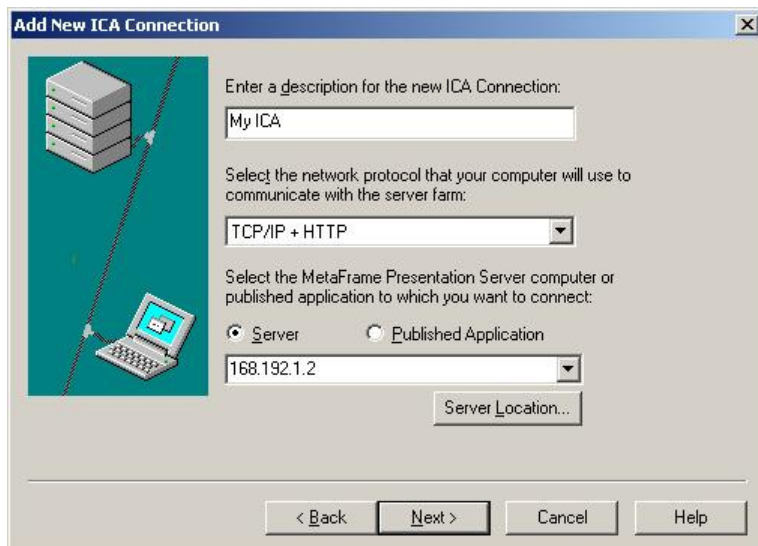 Add New ICA Connection
Enter a description for the new ICA Connection:
My ICA
Select the network protocol that your computer will use to
communicate with the server farm:
TCP/IP + HTTP
Select the MetaFrame Presentation Server computer or
published application to which you want to connect:
Server Published Application
168.192.1.2
Server Location...
< Back Next > Cancel Help